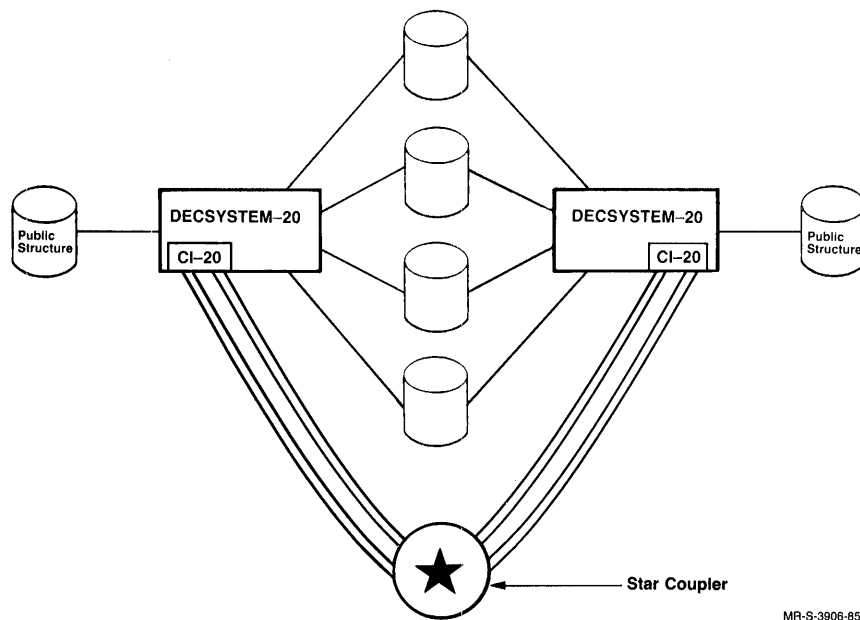 Public
Structure
DECSYSTEM–20
CI–20
DECSYSTEM–20
CI–20
Public
Structure
Star Coupler
MR-S-3906-85